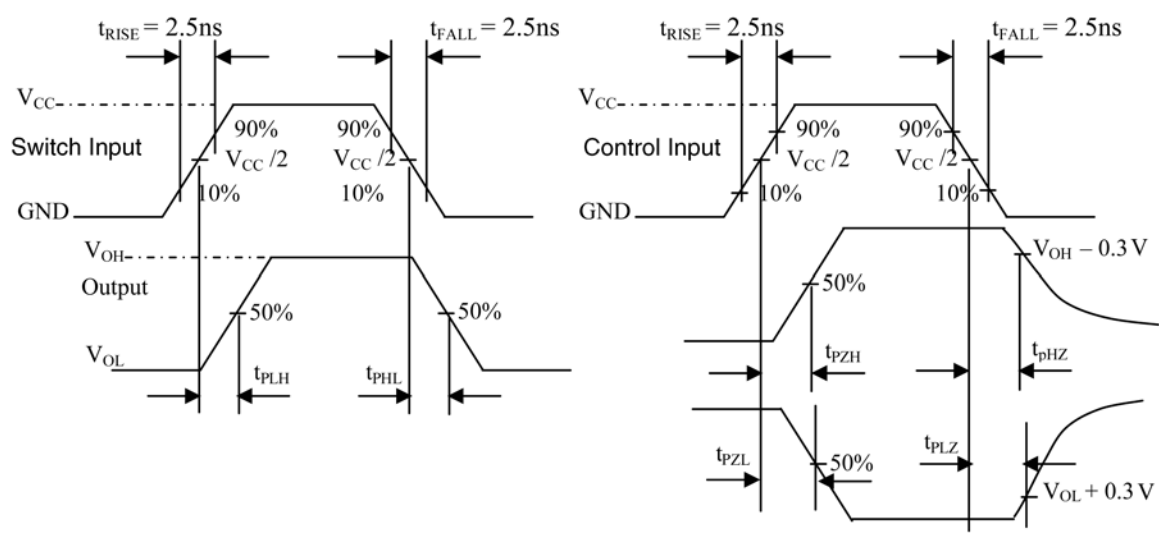 tRISE = 2.5ns
tFALL = 2.5ns
VCC
90%
90%
Switch Input
VCC /2
VCC /2
10%
10%
GND
VOH
Output
50%
50%
VOL
tPLH
tPHL
tRISE = 2.5ns
tFALL = 2.5ns
VCC
90%
90%
Control Input
VCC /2
VCC /2
10%
10%
GND
VOH – 0.3 V
50%
tPZH
tpHZ
tPZL
50%
tPLZ
VOL + 0.3 V